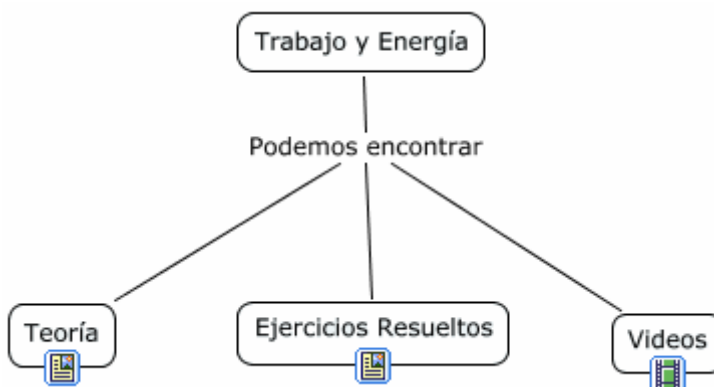 Trabajo y Energía
Podemos encontrar
Teoría
Ejercicios Resueltos
Videos